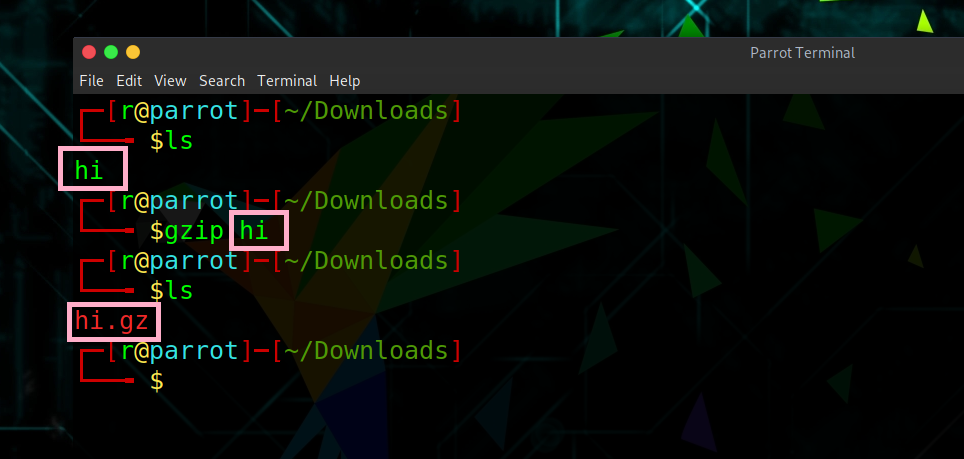 Parrot Terminal
File Edit View Search Terminal Help
[r@parrot]─[~/Downloads]
$ls
hi
[r@parrot]─[~/Downloads]
$gzip hi
[r@parrot]─[~/Downloads]
$ls
hi.gz
[r@parrot]─[~/Downloads]
$